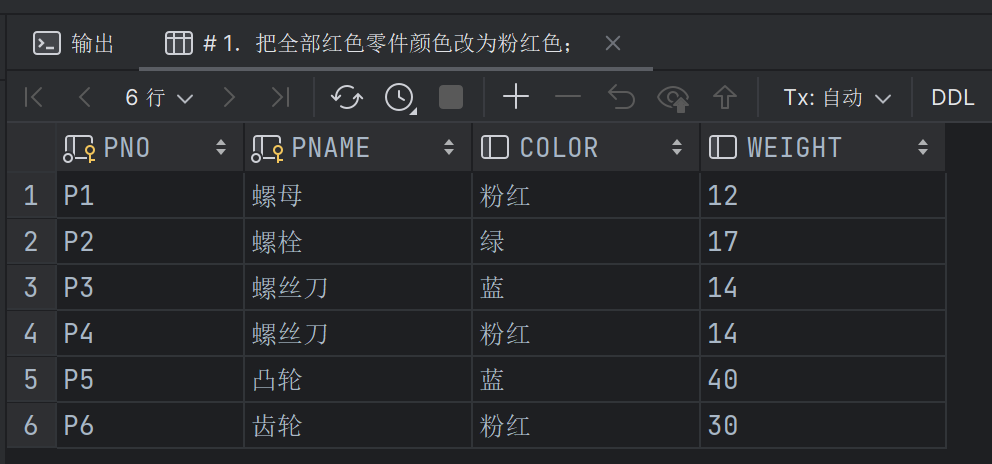 输出 # 1. 把全部红色零件颜色改为粉红色;
6 行 Tx: 自动 DDL
PNO PNAME COLOR WEIGHT
1 P1 螺母 粉红 12
2 P2 螺栓 绿 17
3 P3 螺丝刀 蓝 14
4 P4 螺丝刀 粉红 14
5 P5 凸轮 蓝 40
6 P6 齿轮 粉红 30